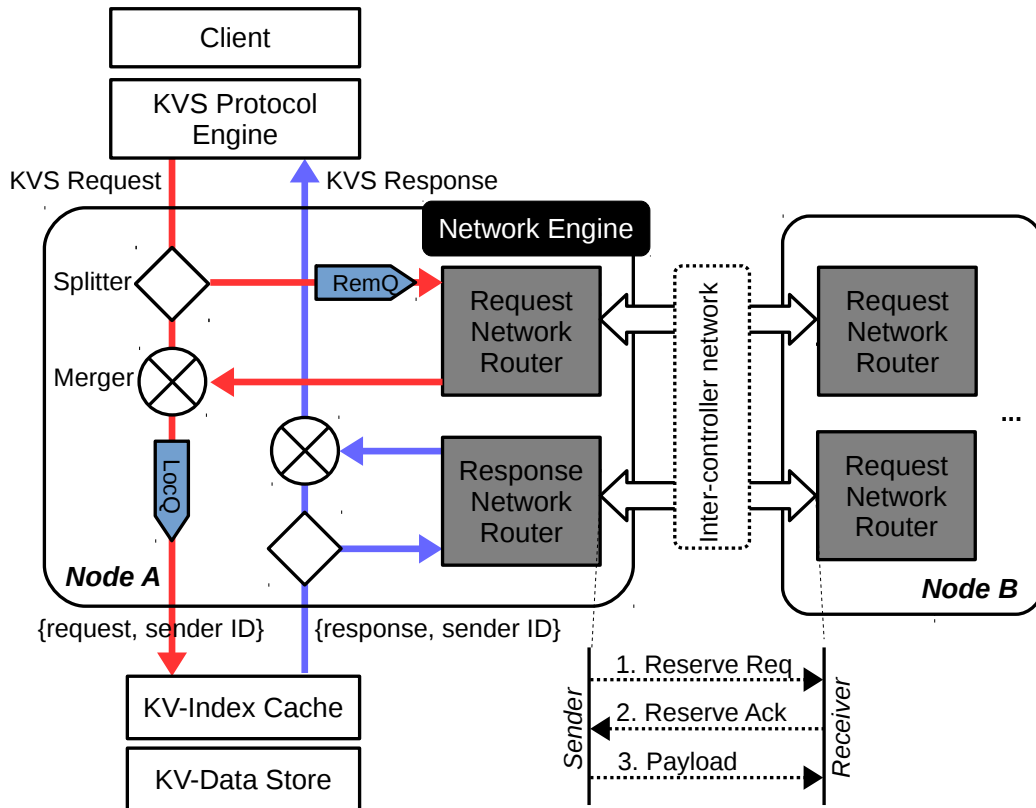 Client
KVS Protocol
Engine
KVS Request
KVS Response
Network Engine
Splitter
RemQ
Request
Network
Router
Merger
LocQ
Response
Network
Router
Node A
Inter-controller network
Request
Network
Router
...
Request
Network
Router
Node B
{request, sender ID}
{response, sender ID}
KV-Index Cache
KV-Data Store
Sender
1. Reserve Req
2. Reserve Ack
3. Payload
Receiver